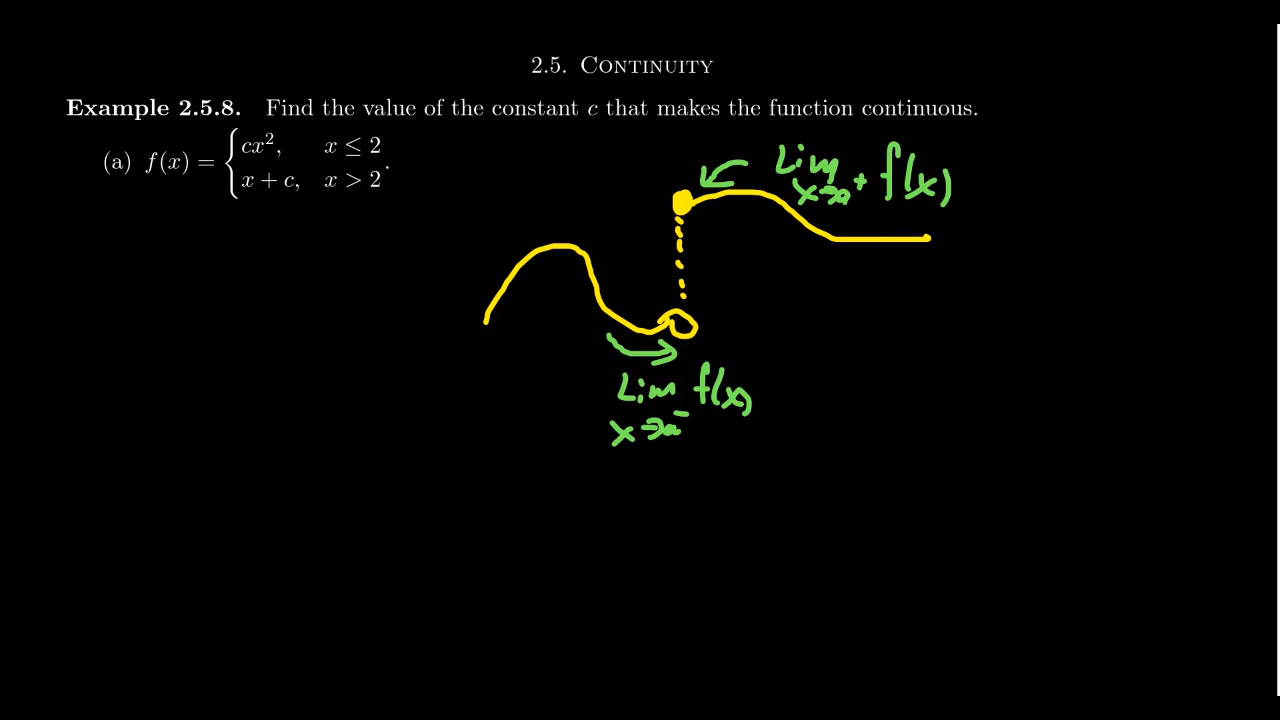 2.5. CONTINUITY
Example 2.5.8. Find the value of the constant c that makes the function continuous.
(a) f(x) = { cx², x ≤ 2
x + c, x > 2 .
Lim f(x)
x→a⁺
Lim f(x)
x→a⁻